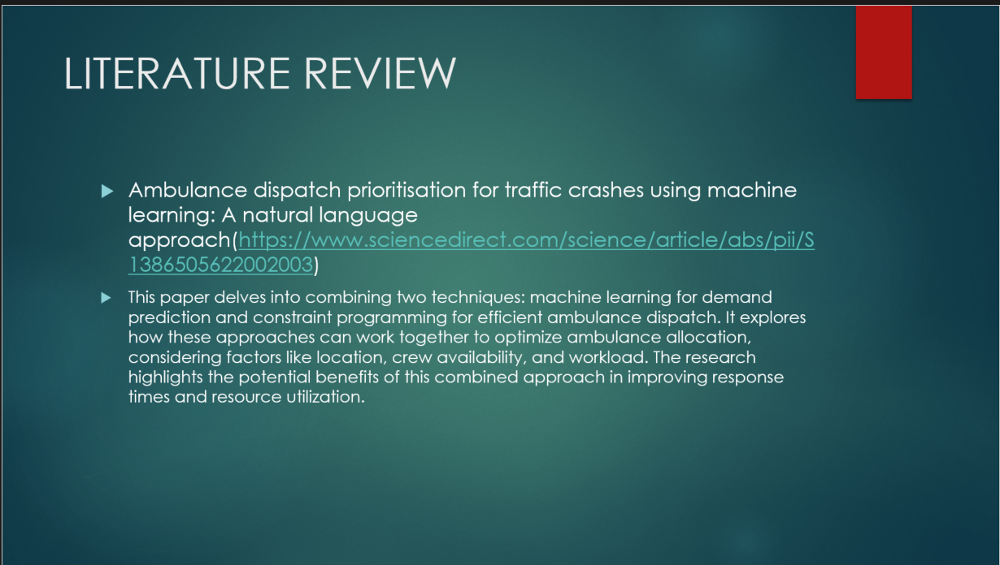 LITERATURE REVIEW
Ambulance dispatch prioritisation for traffic crashes using machine
learning: A natural language
approach(https://www.sciencedirect.com/science/article/abs/pii/S
1386505622002003)
This paper delves into combining two techniques: machine learning for demand
prediction and constraint programming for efficient ambulance dispatch. It explores
how these approaches can work together to optimize ambulance allocation,
considering factors like location, crew availability, and workload. The research
highlights the potential benefits of this combined approach in improving response
times and resource utilization.